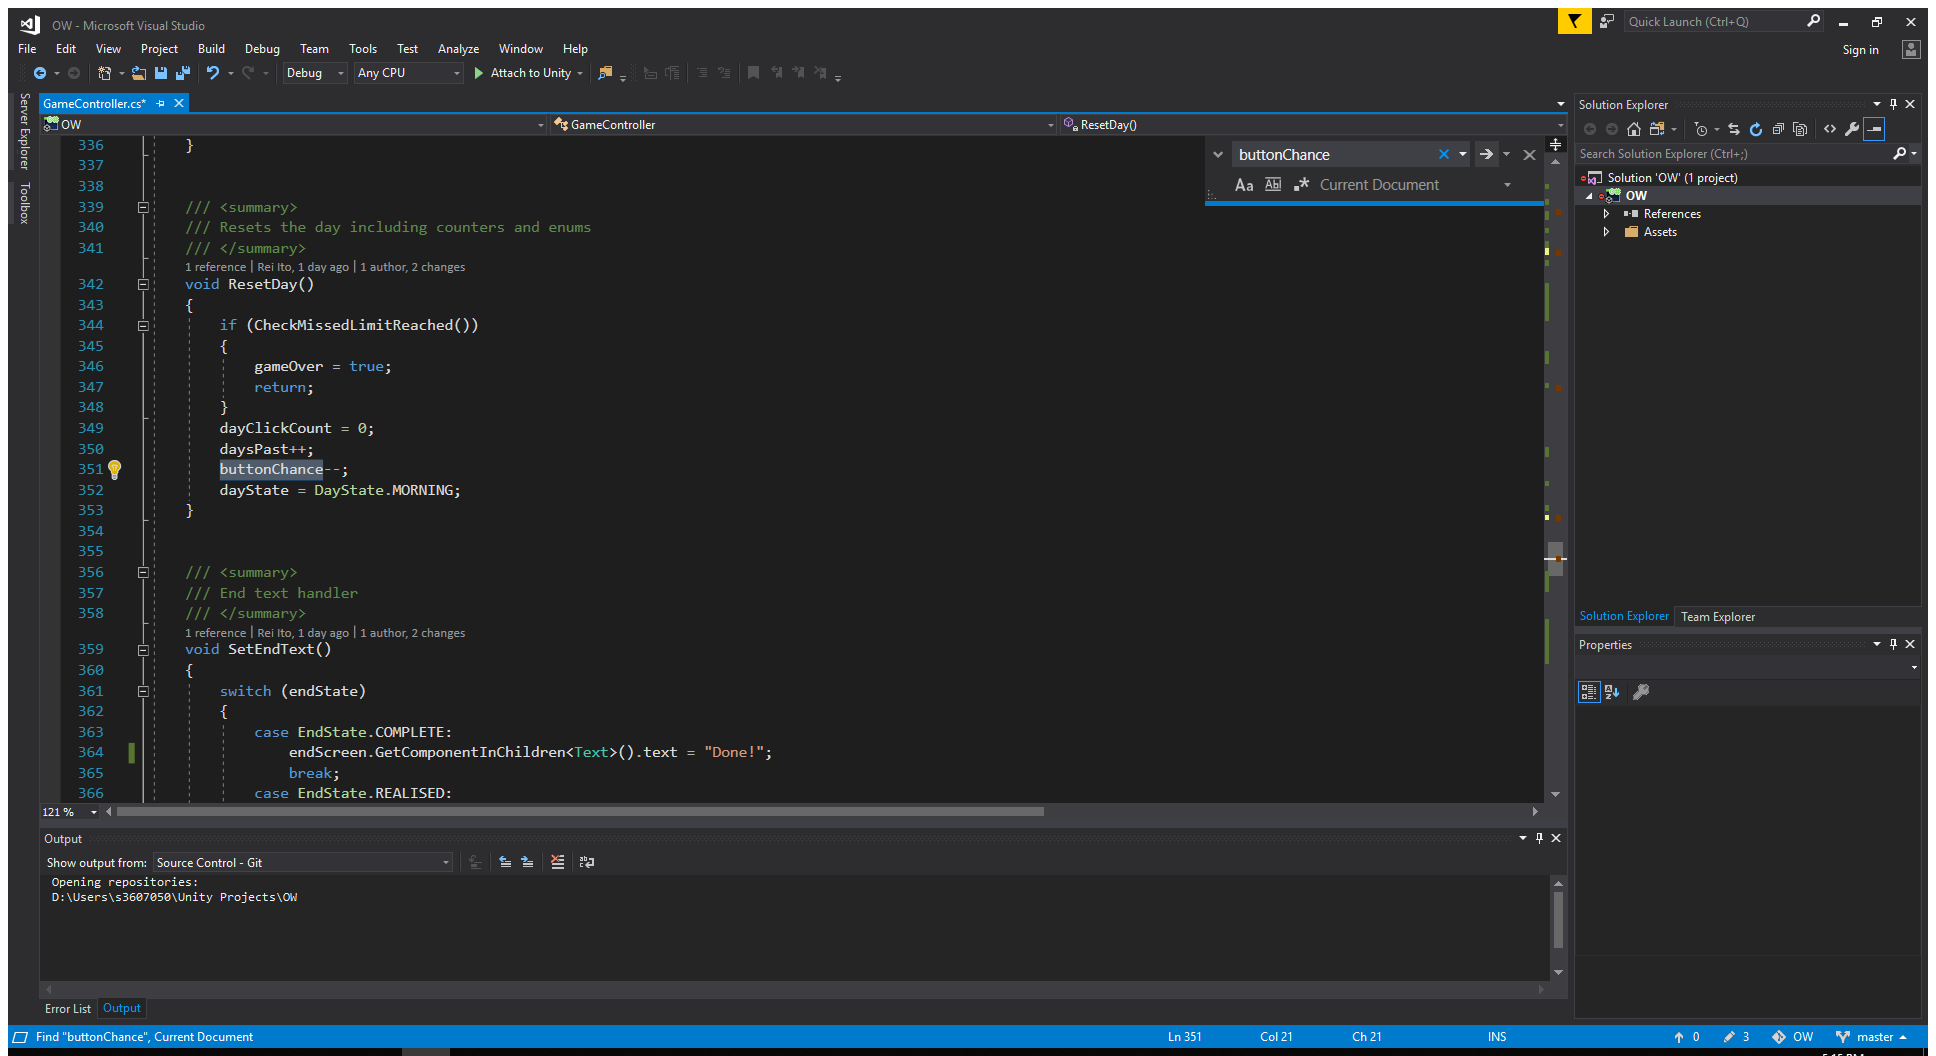 OW - Microsoft Visual Studio
Quick Launch (Ctrl+Q)
File Edit View Project Build Debug Team Tools Test Analyze Window Help
Sign in
Debug Any CPU Attach to Unity
Server Explorer
Toolbox
GameController.cs*
OW GameController ResetDay()
buttonChance
Aa Abl .* Current Document
336 }
337
338
339 /// <summary>
340 /// Resets the day including counters and enums
341 /// </summary>
1 reference | Rei Ito, 1 day ago | 1 author, 2 changes
342 void ResetDay()
343 {
344 if (CheckMissedLimitReached())
345 {
346 gameOver = true;
347 return;
348 }
349 dayClickCount = 0;
350 daysPast++;
351 buttonChance--;
352 dayState = DayState.MORNING;
353 }
354
355
356 /// <summary>
357 /// End text handler
358 /// </summary>
1 reference | Rei Ito, 1 day ago | 1 author, 2 changes
359 void SetEndText()
360 {
361 switch (endState)
362 {
363 case EndState.COMPLETE:
364 endScreen.GetComponentInChildren<Text>().text = "Done!";
365 break;
366 case EndState.REALISED:
121 %
Output
Show output from: Source Control - Git
Opening repositories:
D:\Users\s3607050\Unity Projects\OW
Error List Output
Solution Explorer
Search Solution Explorer (Ctrl+;)
Solution 'OW' (1 project)
OW
References
Assets
Solution Explorer Team Explorer
Properties
Find "buttonChance", Current Document Ln 351 Col 21 Ch 21 INS 0 3 OW master